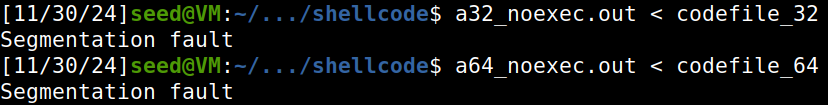 [11/30/24]seed@VM:~/.../shellcode$ a32_noexec.out < codefile_32
Segmentation fault
[11/30/24]seed@VM:~/.../shellcode$ a64_noexec.out < codefile_64
Segmentation fault